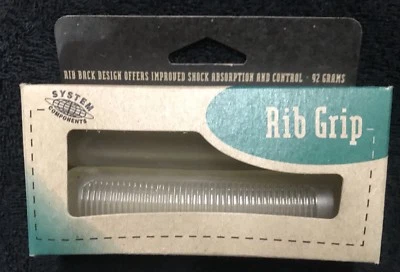 RIB BACK DESIGN OFFERS IMPROVED SHOCK ABSORPTION AND CONTROL - 92 GRAMS
SYSTEM
COMPONENTS
Rib Grip